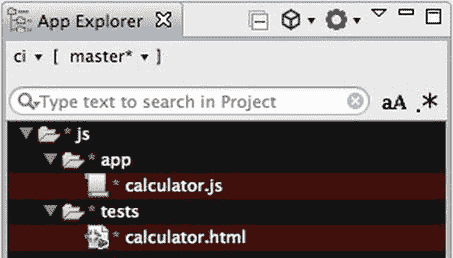 App Explorer
ci [ master* ]
Type text to search in Project aA .*
* js
* app
* calculator.js
* tests
* calculator.html